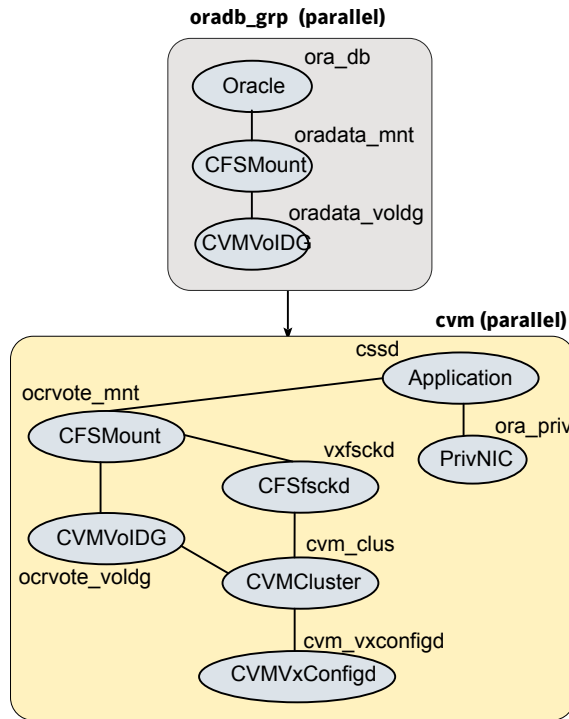 oradb_grp (parallel)
ora_db
Oracle
oradata_mnt
CFSMount
oradata_voldg
CVMVolDG
cvm (parallel)
cssd
Application
ocrvote_mnt
CFSMount
ora_priv
PrivNIC
vxfsckd
CFSfsckd
CVMVolDG
ocrvote_voldg
cvm_clus
CVMCluster
cvm_vxconfigd
CVMVxConfigd